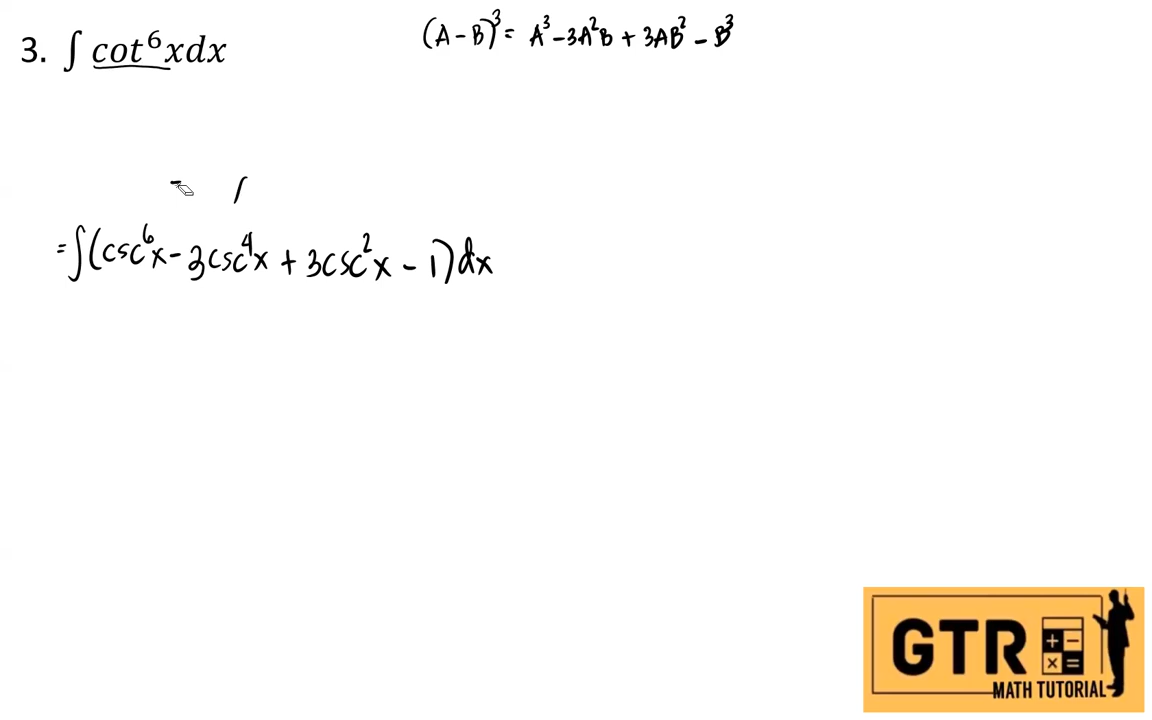 3. ∫ cot⁶xdx
(A - B)³ = A³ - 3A²B + 3AB² - B³
= ∫(csc⁶x - 3csc⁴x + 3csc²x - 1)dx
GTR
MATH TUTORIAL